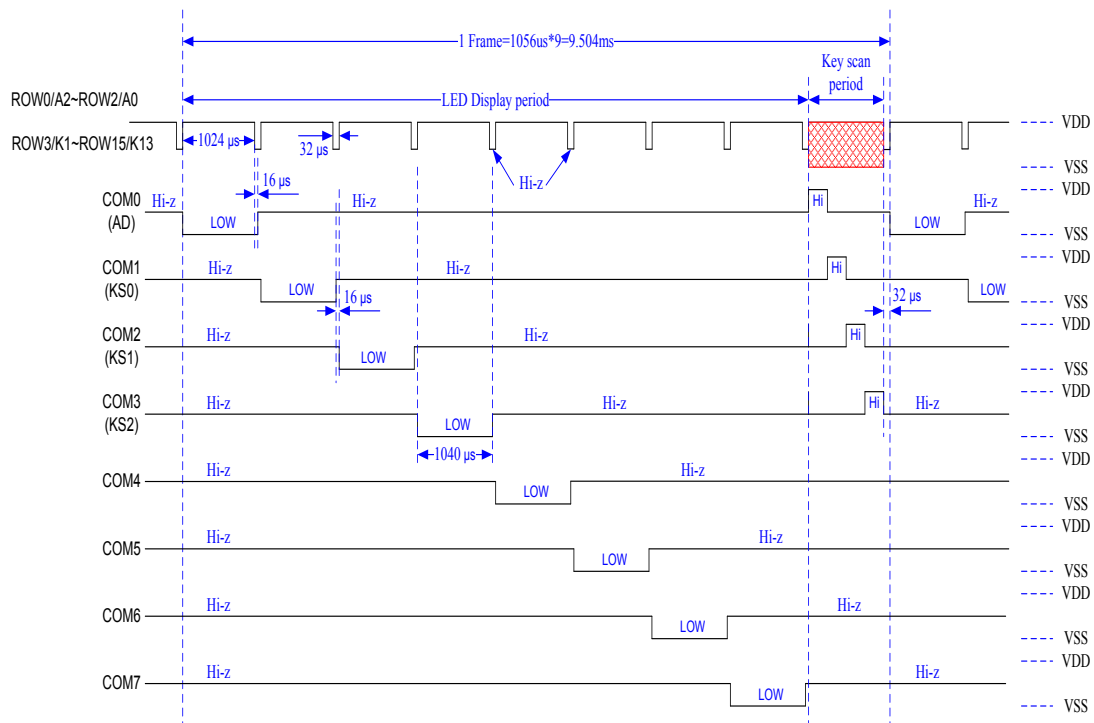 1 Frame=1056us*9=9.504ms
Key scan
period
ROW0/A2~ROW2/A0
LED Display period
VDD
ROW3/K1~ROW15/K13
1024 µs
32 µs
VSS
Hi-z
16 µs
VDD
COM0
(AD)
Hi-z
LOW
Hi-z
Hi
LOW
Hi-z
VSS
VDD
COM1
(KS0)
Hi-z
LOW
Hi-z
Hi
LOW
16 µs
32 µs
VSS
VDD
COM2
(KS1)
Hi-z
LOW
Hi-z
Hi
VSS
VDD
COM3
(KS2)
Hi-z
LOW
Hi-z
Hi
Hi-z
VSS
1040 µs
VDD
COM4
Hi-z
LOW
Hi-z
VSS
VDD
COM5
Hi-z
LOW
Hi-z
VSS
VDD
COM6
Hi-z
LOW
Hi-z
VSS
VDD
COM7
Hi-z
LOW
Hi-z
VSS